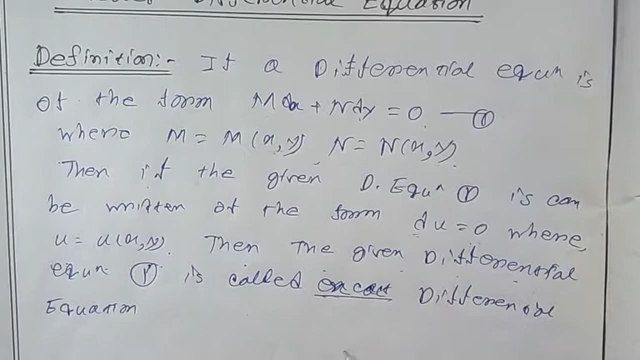 Differential Equation
Definition:- If a Differential equn is
of the form Mdx + Ndy = 0 — ①
where M = M(x,y) N = N(x,y)
Then if the given D. Equn ① is can
be written of the form du = 0 where,
u = u(x,y). Then the given Differential
equn ① is called exact Differential
Equation